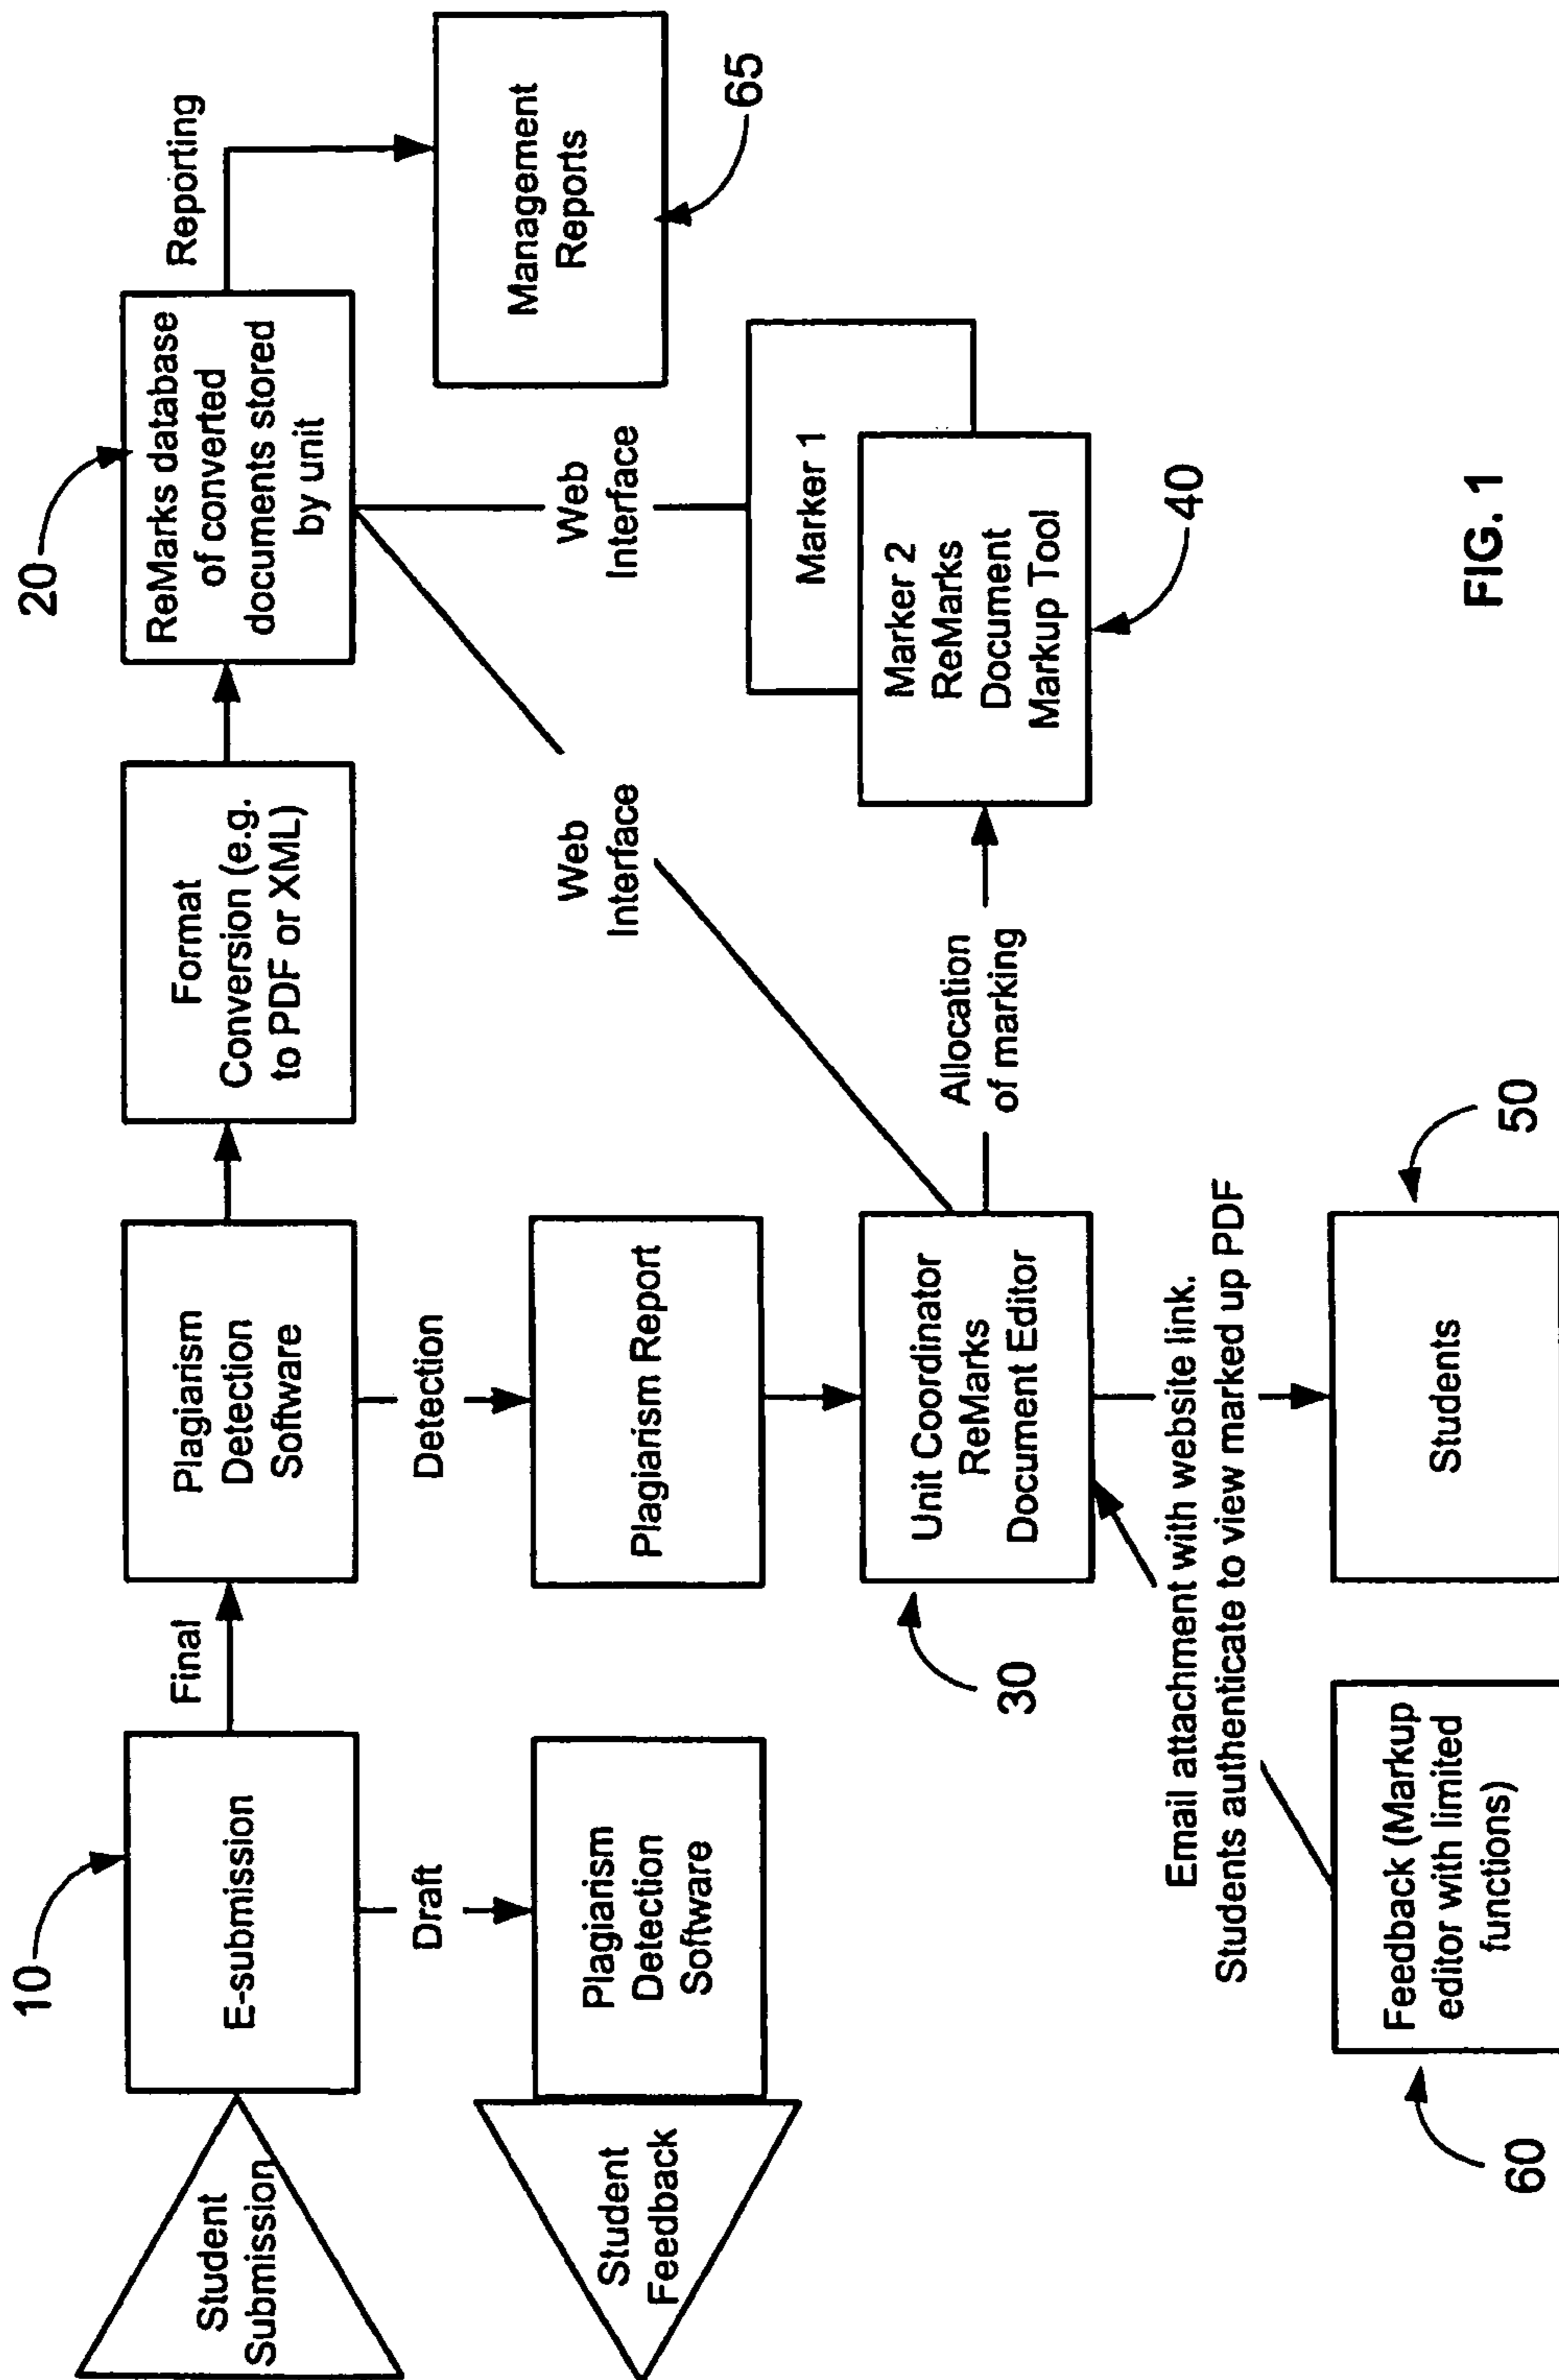 Student
Submission
10
E-submission
Final
Plagiarism
Detection
Software
Format
Conversion (e.g.
to PDF or XML)
20
ReMarks database
of converted
documents stored
by unit
Reporting
Management
Reports
65
Draft
Plagiarism
Detection
Software
Student
Feedback
Detection
Plagiarism Report
Web
Interface
Web
Interface
Marker 1
Marker 2
ReMarks
Document
Markup Tool
40
30
Unit Coordinator
ReMarks
Document Editor
Allocation
of marking
Email attachment with website link.
Students authenticate to view marked up PDF
60
Feedback (Markup
editor with limited
functions)
Students
50
FIG. 1